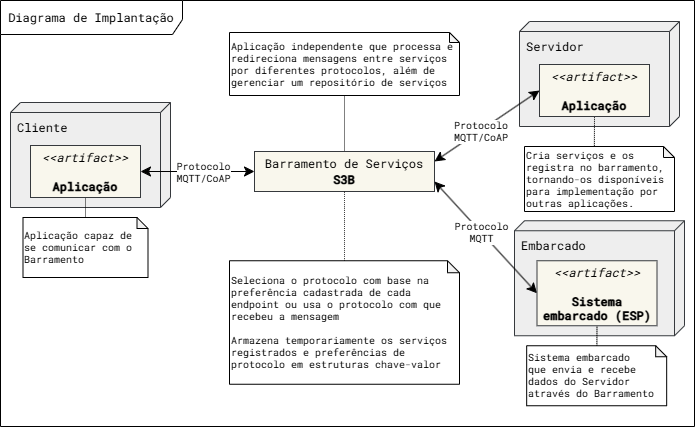 Diagrama de Implantação
Aplicação independente que processa e
redireciona mensagens entre serviços
por diferentes protocolos, além de
gerenciar um repositório de serviços
Servidor
<<artifact>>
Aplicação
Cliente
<<artifact>>
Aplicação
Protocolo
MQTT/CoAP
Barramento de Serviços
S3B
Protocolo
MQTT/CoAP
Cria serviços e os
registra no barramento,
tornando-os disponíveis
para implementação por
outras aplicações.
Aplicação capaz de
se comunicar com o
Barramento
Protocolo
MQTT
Embarcado
<<artifact>>
Sistema
embarcado (ESP)
Seleciona o protocolo com base na
preferência cadastrada de cada
endpoint ou usa o protocolo com que
recebeu a mensagem
Armazena temporariamente os serviços
registrados e preferências de
protocolo em estruturas chave-valor
Sistema embarcado
que envia e recebe
dados do Servidor
através do Barramento